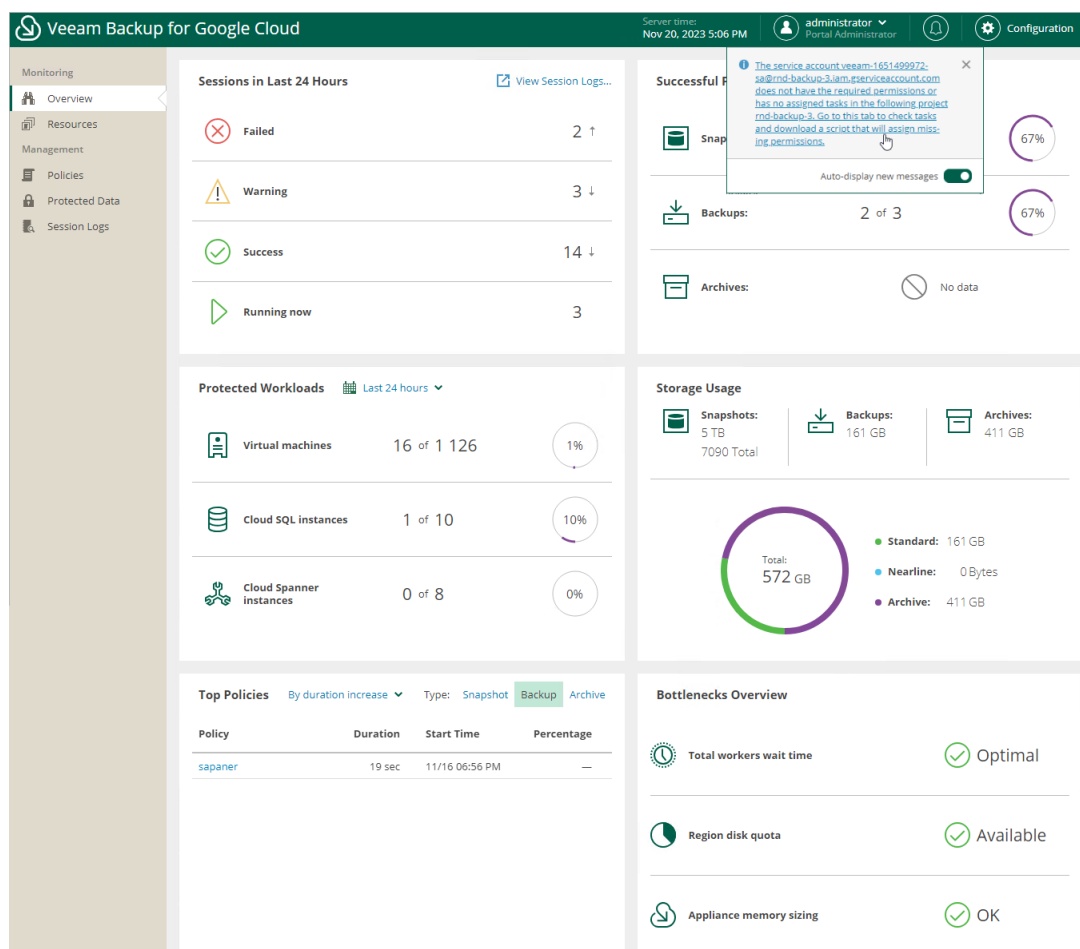 Veeam Backup for Google Cloud
Server time:
Nov 20, 2023 5:06 PM
administrator
Portal Administrator
Configuration
Monitoring
Overview
Resources
Management
Policies
Protected Data
Session Logs
Sessions in Last 24 Hours
View Session Logs...
Failed
2 ↑
Warning
3 ↓
Success
14 ↓
Running now
3
Successful
The service account veeam-1651499972-
sa@rnd-backup-3.iam.gserviceaccount.com
does not have the required permissions or
has no assigned tasks in the following project
rnd-backup-3. Go to this tab to check tasks
and download a script that will assign miss-
ing permissions.
Auto-display new messages
Snap
67%
Backups:
2 of 3
67%
Archives:
No data
Protected Workloads
Last 24 hours
Virtual machines
16 of 1 126
1%
Cloud SQL instances
1 of 10
10%
Cloud Spanner
instances
0 of 8
0%
Storage Usage
Snapshots:
5 TB
7090 Total
Backups:
161 GB
Archives:
411 GB
Total:
572 GB
Standard: 161 GB
Nearline: 0 Bytes
Archive: 411 GB
Top Policies
By duration increase
Type: Snapshot Backup Archive
Policy Duration Start Time Percentage
sapaner 19 sec 11/16 06:56 PM —
Bottlenecks Overview
Total workers wait time
Optimal
Region disk quota
Available
Appliance memory sizing
OK